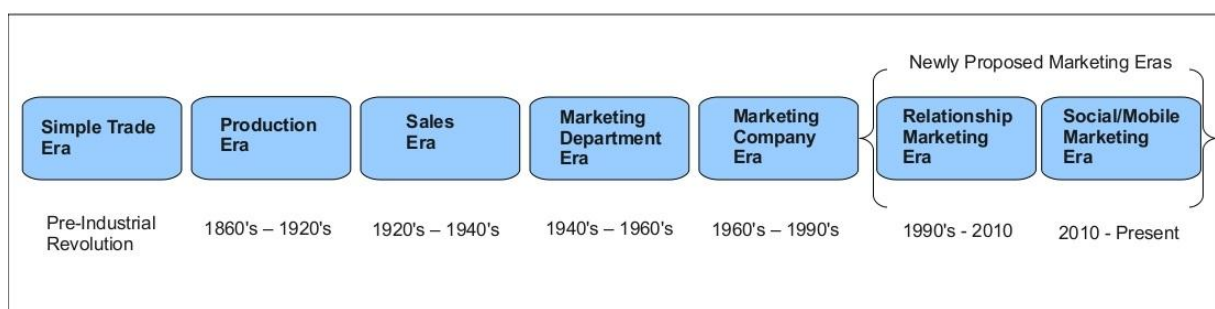 Newly Proposed Marketing Eras
Simple Trade
Era
Production
Era
Sales
Era
Marketing
Department
Era
Marketing
Company
Era
Relationship
Marketing
Era
Social/Mobile
Marketing
Era
Pre-Industrial
Revolution
1860's – 1920's
1920's – 1940's
1940's – 1960's
1960's – 1990's
1990's - 2010
2010 - Present